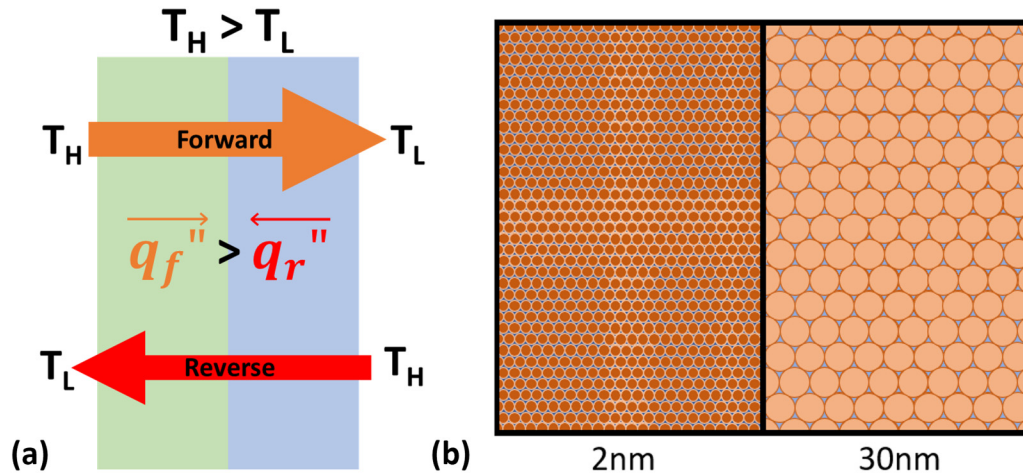 T_H > T_L
T_H Forward T_L
q_f" > q_r"
T_L Reverse T_H
(a) (b) 2nm 30nm